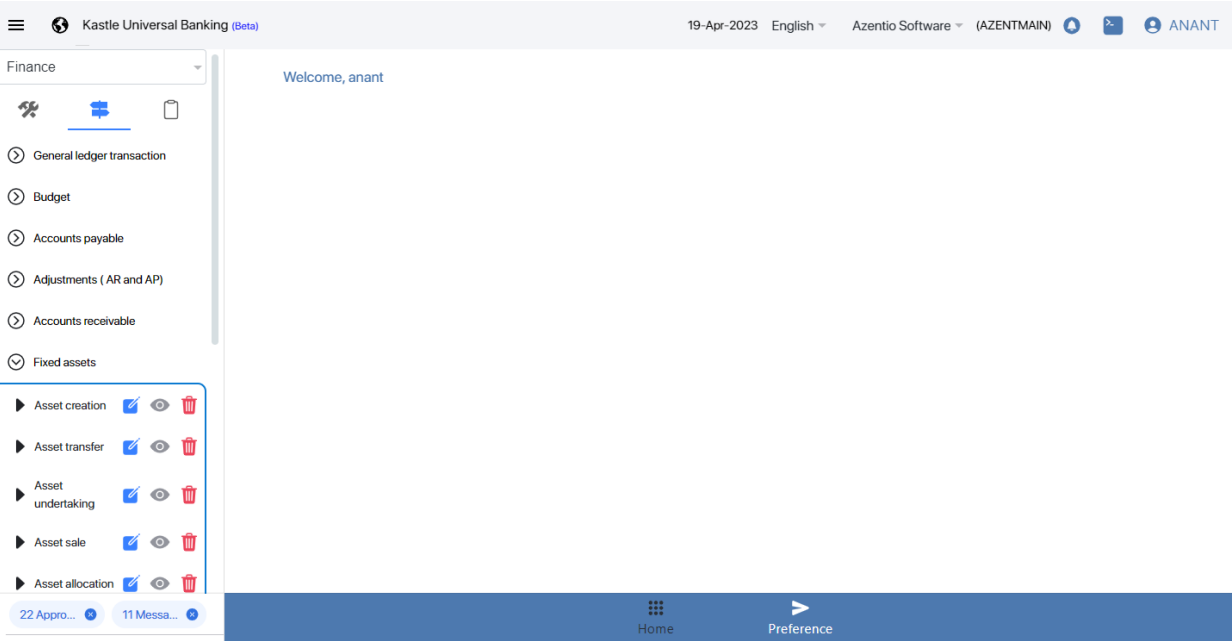 Kastle Universal Banking (Beta)
19-Apr-2023 English Azentio Software (AZENTMAIN) ANANT
Finance
Welcome, anant
General ledger transaction
Budget
Accounts payable
Adjustments ( AR and AP)
Accounts receivable
Fixed assets
Asset creation
Asset transfer
Asset
undertaking
Asset sale
Asset allocation
22 Appro... 11 Messa...
Home Preference